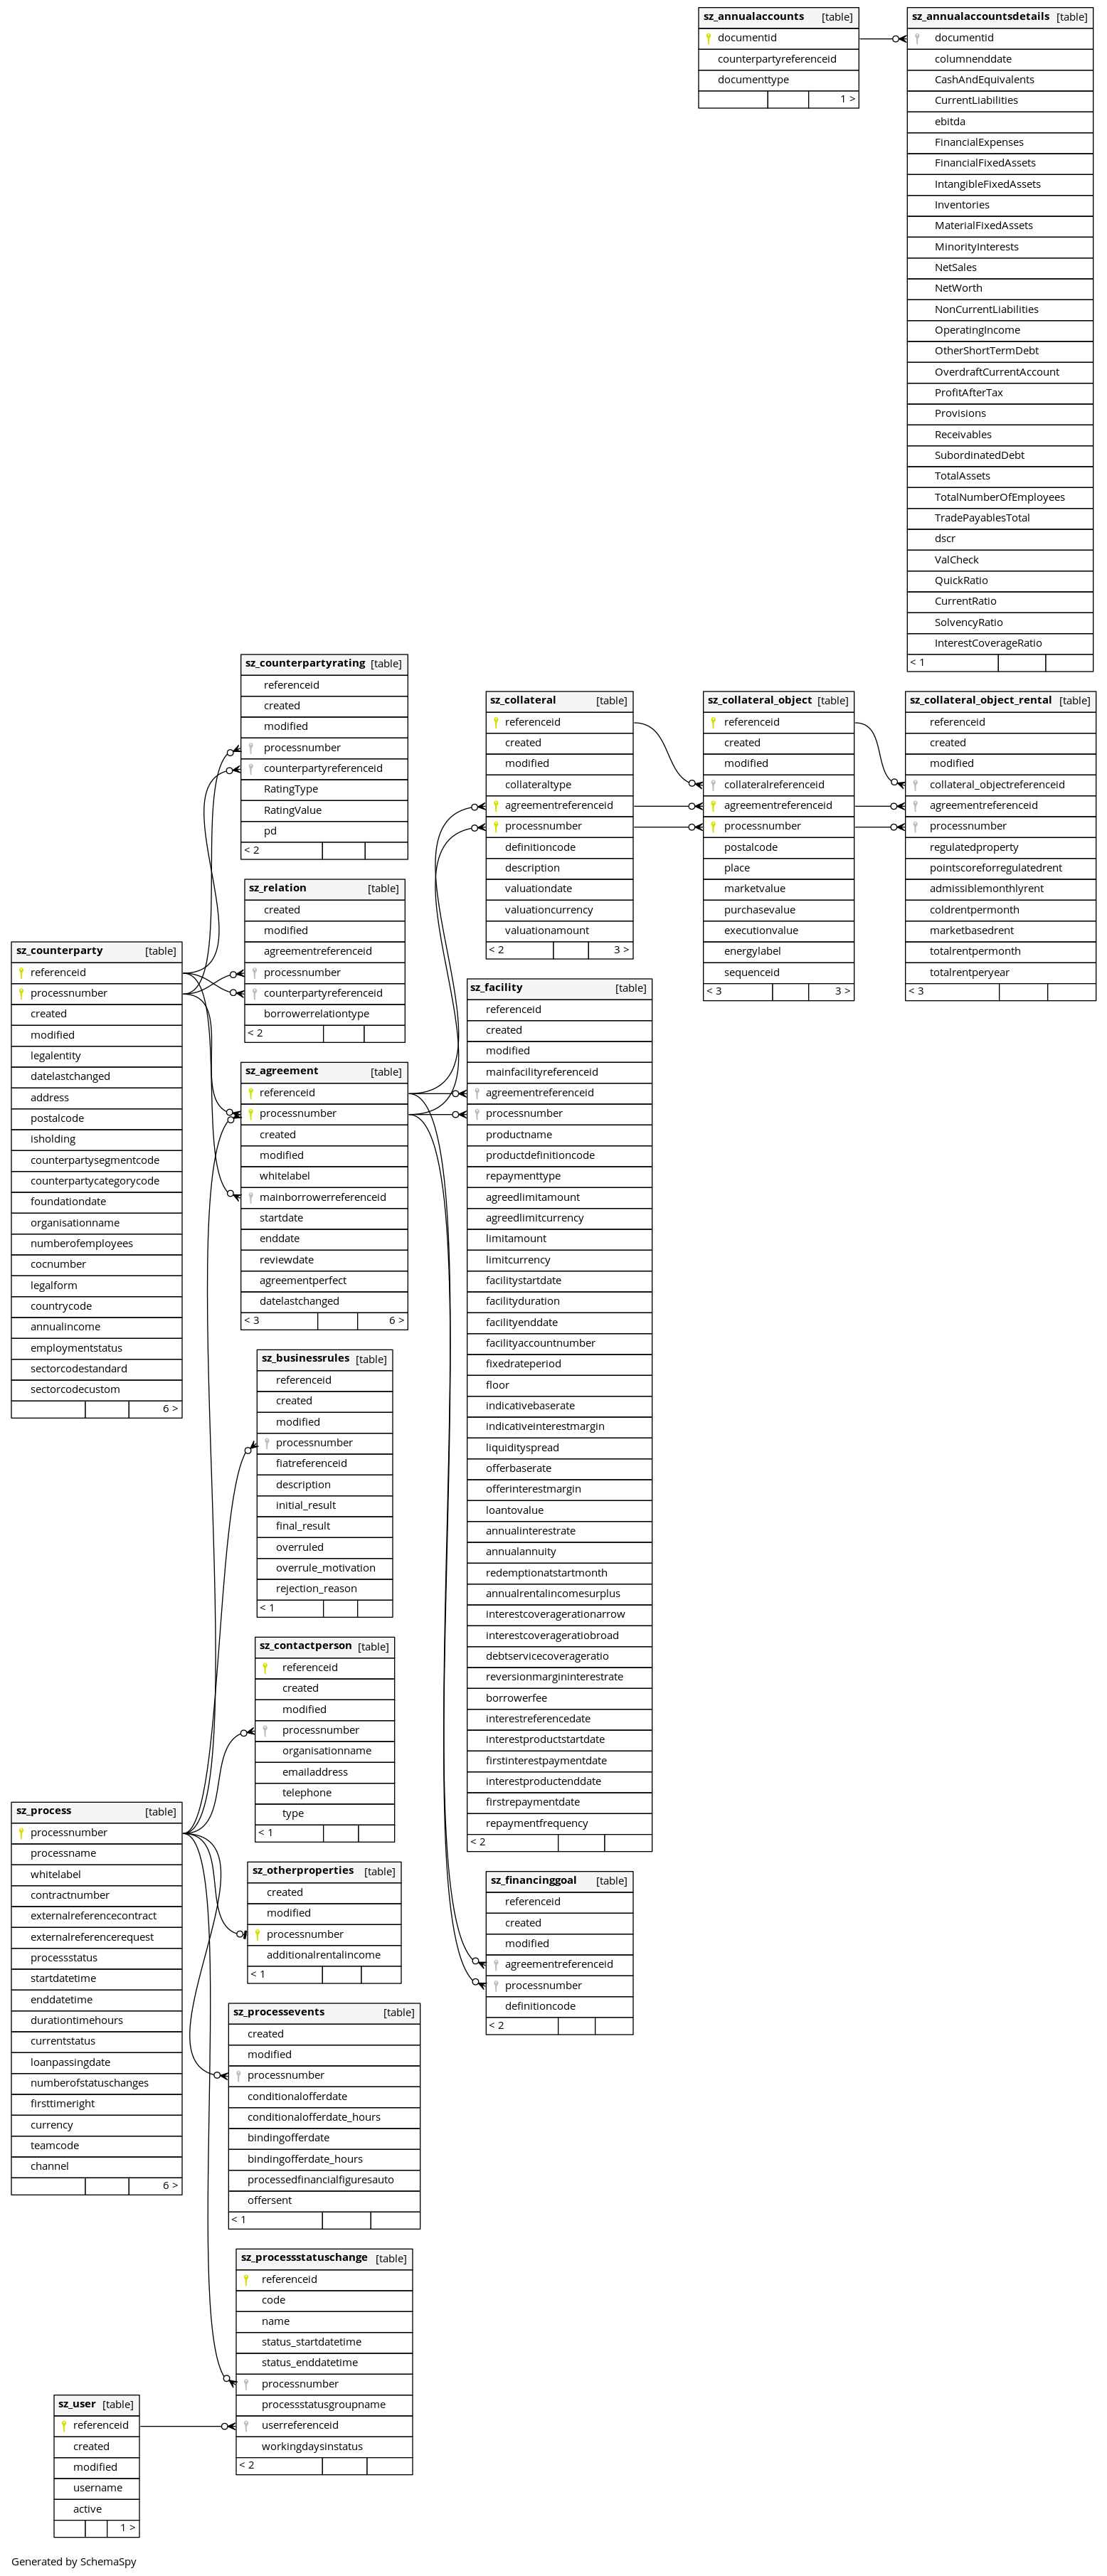 sz_annualaccounts [table]
documentid
counterpartyreferenceid
documenttype
1 >
sz_annualaccountsdetails [table]
documentid
columnenddate
CashAndEquivalents
CurrentLiabilities
ebitda
FinancialExpenses
FinancialFixedAssets
IntangibleFixedAssets
Inventories
MaterialFixedAssets
MinorityInterests
NetSales
NetWorth
NonCurrentLiabilities
OperatingIncome
OtherShortTermDebt
OverdraftCurrentAccount
ProfitAfterTax
Provisions
Receivables
SubordinatedDebt
TotalAssets
TotalNumberOfEmployees
TradePayablesTotal
dscr
ValCheck
QuickRatio
CurrentRatio
SolvencyRatio
InterestCoverageRatio
< 1
sz_counterpartyrating [table]
referenceid
created
modified
processnumber
counterpartyreferenceid
RatingType
RatingValue
pd
< 2
sz_collateral [table]
referenceid
created
modified
collateraltype
agreementreferenceid
processnumber
definitioncode
description
valuationdate
valuationcurrency
valuationamount
< 2 3 >
sz_collateral_object [table]
referenceid
created
modified
collateralreferenceid
agreementreferenceid
processnumber
postalcode
place
marketvalue
purchasevalue
executionvalue
energylabel
sequenceid
< 3 3 >
sz_collateral_object_rental [table]
referenceid
created
modified
collateral_objectreferenceid
agreementreferenceid
processnumber
regulatedproperty
pointscoreforregulatedrent
admissiblemonthlyrent
coldrentpermonth
marketbasedrent
totalrentpermonth
totalrentperyear
< 3
sz_relation [table]
created
modified
agreementreferenceid
processnumber
counterpartyreferenceid
borrowerrelationtype
< 2
sz_counterparty [table]
referenceid
processnumber
created
modified
legalentity
datelastchanged
address
postalcode
isholding
counterpartysegmentcode
counterpartycategorycode
foundationdate
organisationname
numberofemployees
cocnumber
legalform
countrycode
annualincome
employmentstatus
sectorcodestandard
sectorcodecustom
6 >
sz_agreement [table]
referenceid
processnumber
created
modified
whitelabel
mainborrowerreferenceid
startdate
enddate
reviewdate
agreementperfect
datelastchanged
< 3 6 >
sz_facility [table]
referenceid
created
modified
mainfacilityreferenceid
agreementreferenceid
processnumber
productname
productdefinitioncode
repaymenttype
agreedlimitamount
agreedlimitcurrency
limitamount
limitcurrency
facilitystartdate
facilityduration
facilityenddate
facilityaccountnumber
fixedrateperiod
floor
indicativebaserate
indicativeinterestmargin
liquidityspread
offerbaserate
offerinterestmargin
loantovalue
annualinterestrate
annualannuity
redemptionatstartmonth
annualrentalincomesurplus
interestcoveragerationarrow
interestcoverageratiobroad
debtservicecoverageratio
reversionmargininterestrate
borrowerfee
interestreferencedate
interestproductstartdate
firstinterestpaymentdate
interestproductenddate
firstrepaymentdate
repaymentfrequency
< 2
sz_businessrules [table]
referenceid
created
modified
processnumber
fiatreferenceid
description
initial_result
final_result
overruled
overrule_motivation
rejection_reason
< 1
sz_contactperson [table]
referenceid
created
modified
processnumber
organisationname
emailaddress
telephone
type
< 1
sz_process [table]
processnumber
processname
whitelabel
contractnumber
externalreferencecontract
externalreferencerequest
processstatus
startdatetime
enddatetime
durationtimehours
currentstatus
loanpassingdate
numberofstatuschanges
firsttimeright
currency
teamcode
channel
6 >
sz_otherproperties [table]
created
modified
processnumber
additionalrentalincome
< 1
sz_financinggoal [table]
referenceid
created
modified
agreementreferenceid
processnumber
definitioncode
< 2
sz_processevents [table]
created
modified
processnumber
conditionalofferdate
conditionalofferdate_hours
bindingofferdate
bindingofferdate_hours
processedfinancialfiguresauto
offersent
< 1
sz_processstatuschange [table]
referenceid
code
name
status_startdatetime
status_enddatetime
processnumber
processstatusgroupname
userreferenceid
workingdaysinstatus
< 2
sz_user [table]
referenceid
created
modified
username
active
1 >
Generated by SchemaSpy